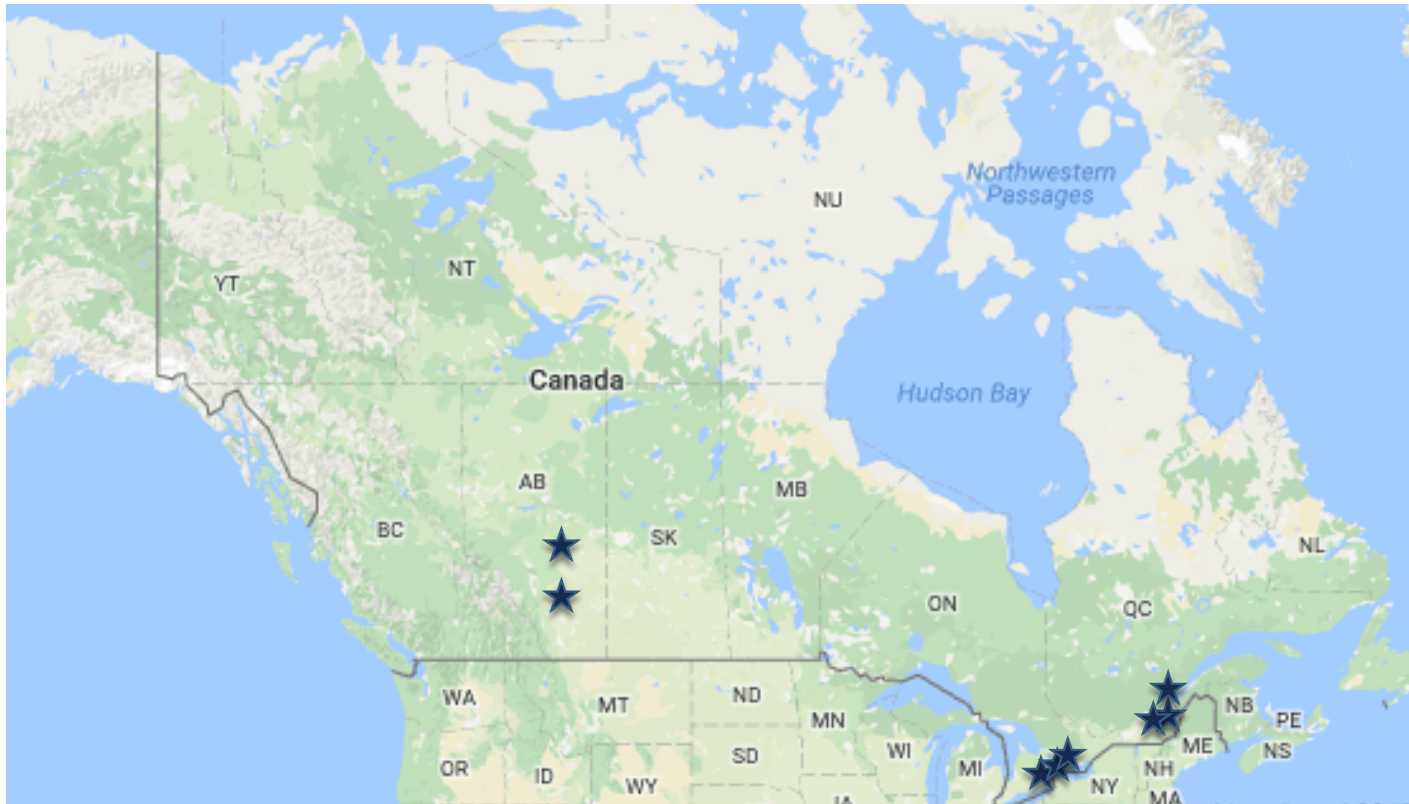 Northwestern
Passages
NU
NT
YT
Canada
Hudson Bay
AB
MB
BC
SK
NL
ON
QC
WA
MT
ND
NB
PE
MN
ME
NS
WI
SD
OR
ID
WY
MI
NY
NH
IA
MA